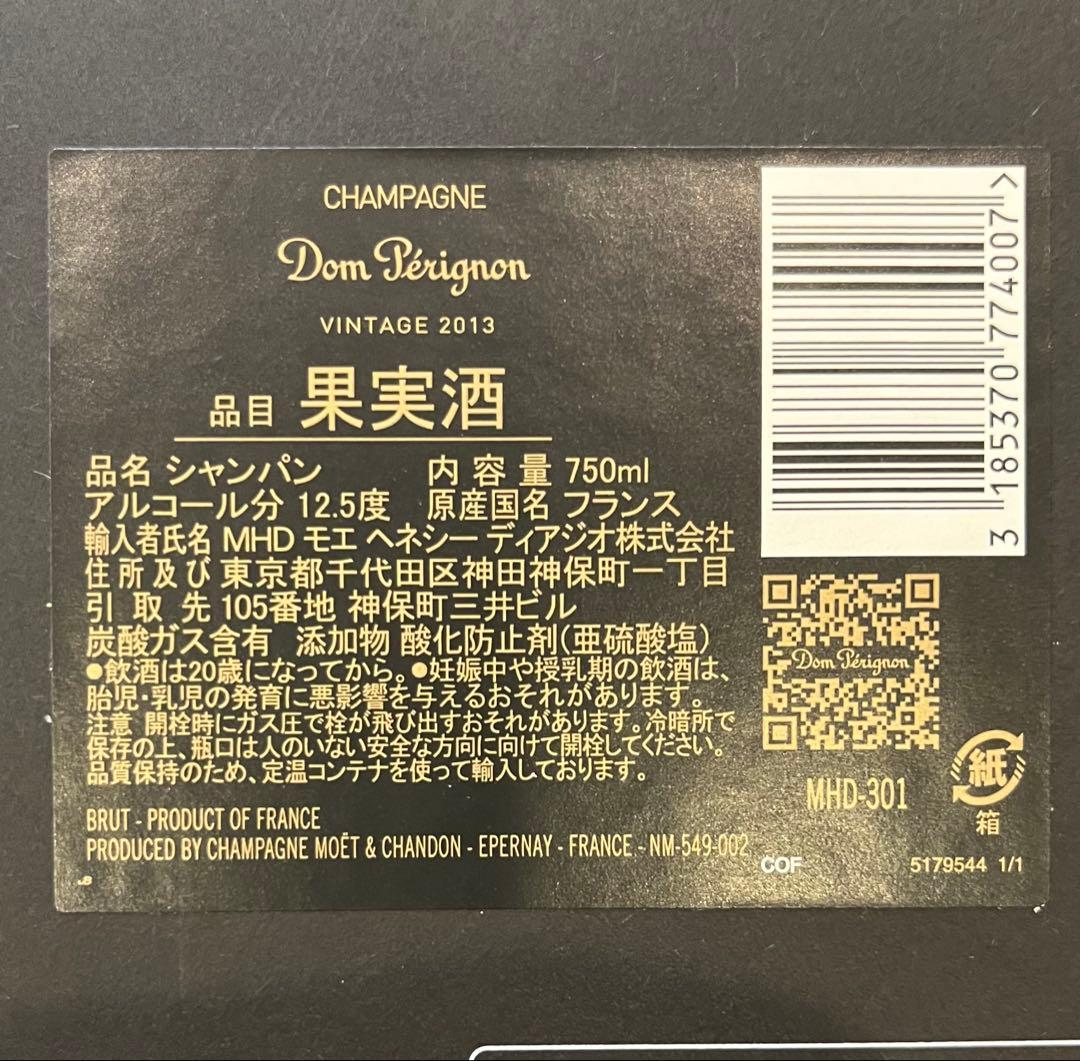 CHAMPAGNE
Dom Pérignon
VINTAGE 2013
品目 果実酒
品名 シャンパン 内容量 750ml
アルコール分 12.5度 原産国名 フランス
輸入者氏名 MHD モエ ヘネシー ディアジオ株式会社
住所及び 東京都千代田区神田神保町一丁目
引取先 105番地 神保町三井ビル
炭酸ガス含有 添加物 酸化防止剤(亜硫酸塩)
●飲酒は20歳になってから。●妊娠中や授乳期の飲酒は、
胎児・乳児の発育に悪影響を与えるおそれがあります。
注意 開栓時にガス圧で栓が飛び出すおそれがあります。冷暗所で
保存の上、瓶口は人のいない安全な方向に向けて開栓してください。
品質保持のため、定温コンテナを使って輸入しております。
BRUT - PRODUCT OF FRANCE
PRODUCED BY CHAMPAGNE MOËT & CHANDON - EPERNAY - FRANCE - NM-549-002
JB
3 185370 774007 >
Dom Pérignon
MHD-301
紙
箱
COF
5179544 1/1